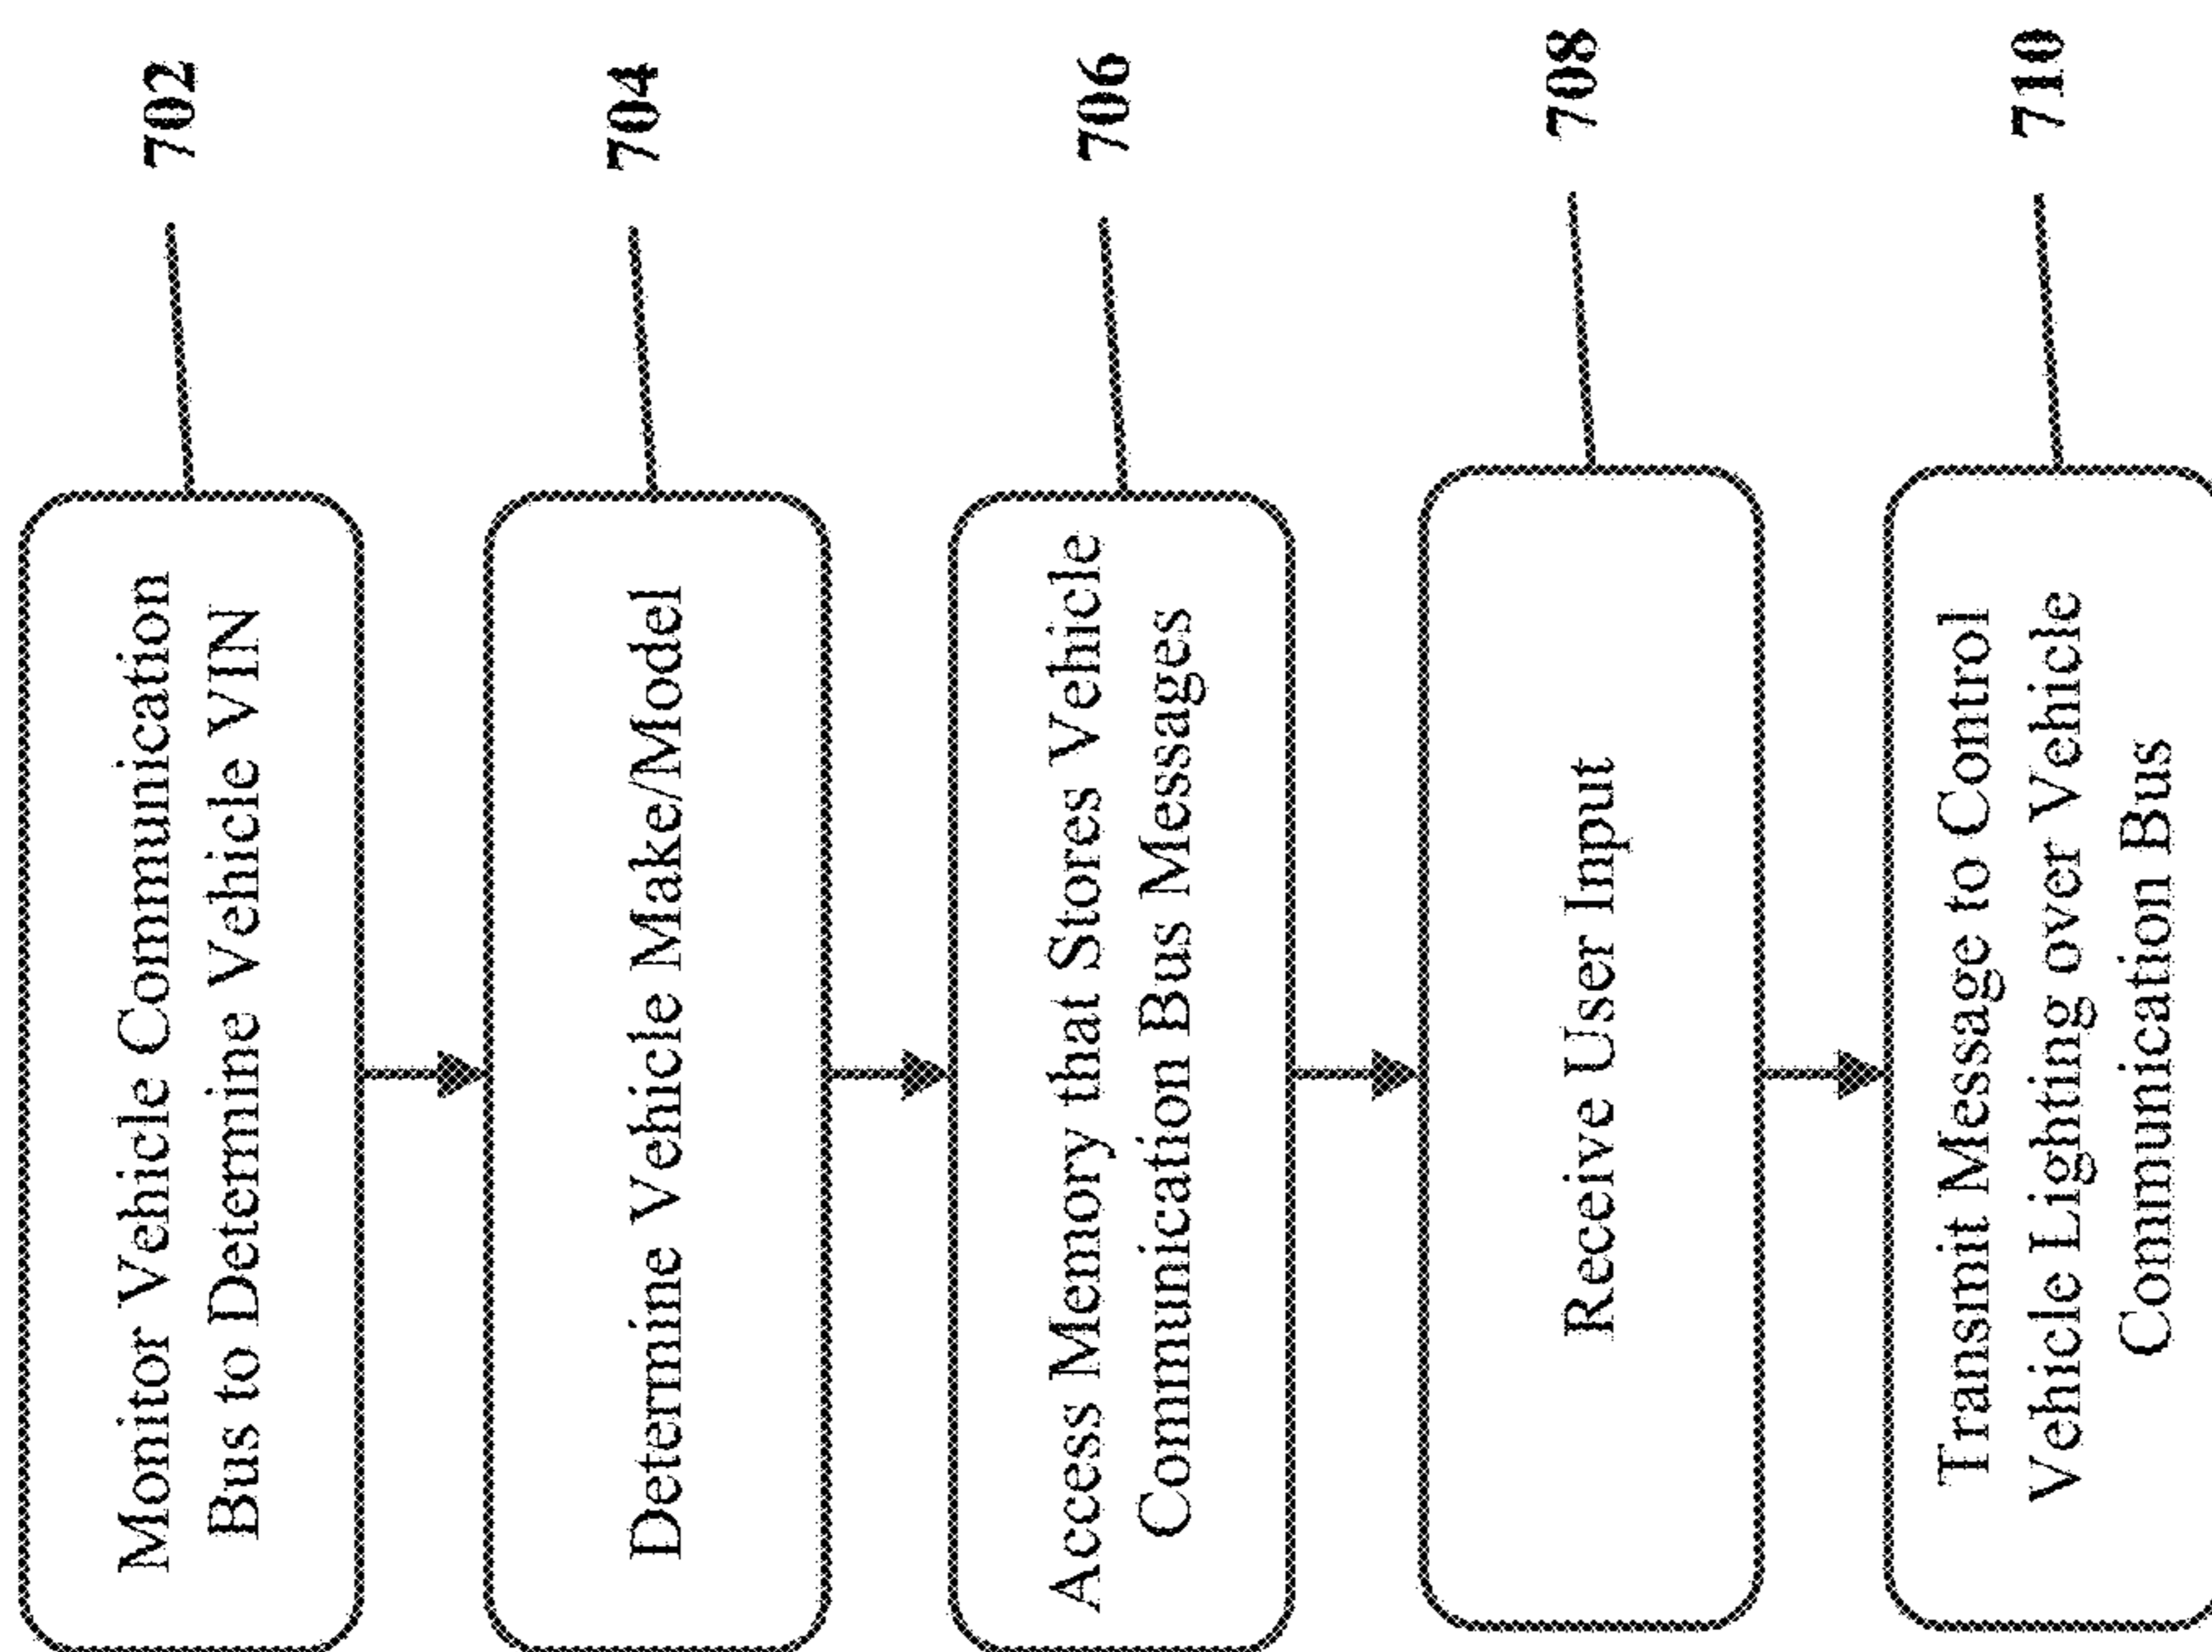 Monitor Vehicle Communication
Bus to Determine Vehicle VIN
702
Determine Vehicle Make/Model
704
Access Memory that Stores Vehicle
Communication Bus Messages
706
Receive User Input
708
Transmit Message to Control
Vehicle Lighting over Vehicle
Communication Bus
710